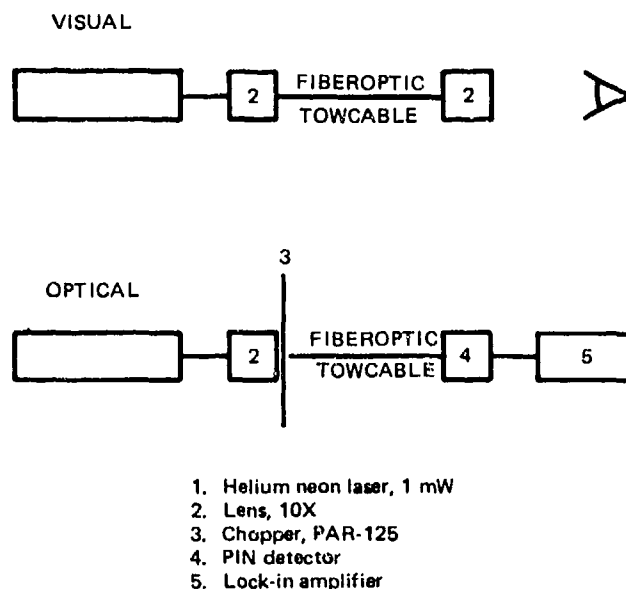 VISUAL
2
FIBEROPTIC
TOWCABLE
2
3
OPTICAL
2
FIBEROPTIC
TOWCABLE
4
5
1. Helium neon laser, 1 mW
2. Lens, 10X
3. Chopper, PAR-125
4. PIN detector
5. Lock-in amplifier